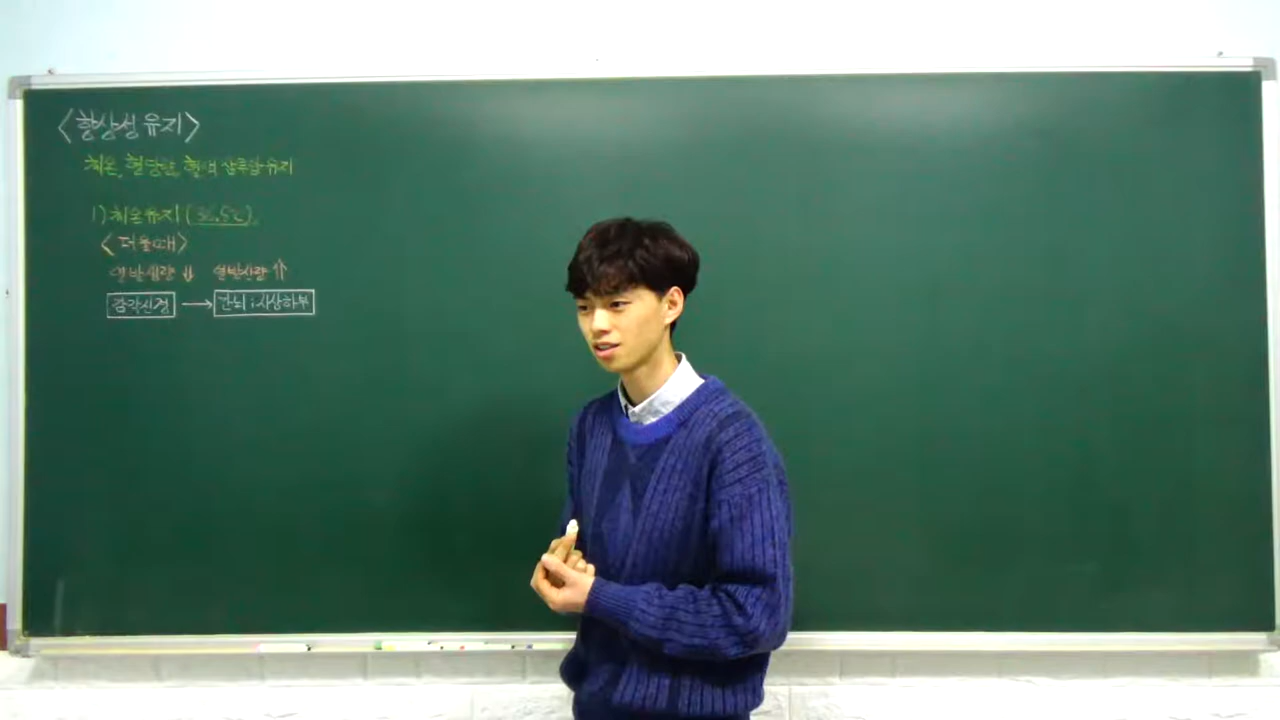 <항상성 유지>
체온, 혈당량, 혈액 삼투압 유지
1) 체온 유지 (36.5℃).
<더울 때>
열발생량 ↓ 열발산량 ↑
감각신경 → 간뇌 : 시상하부